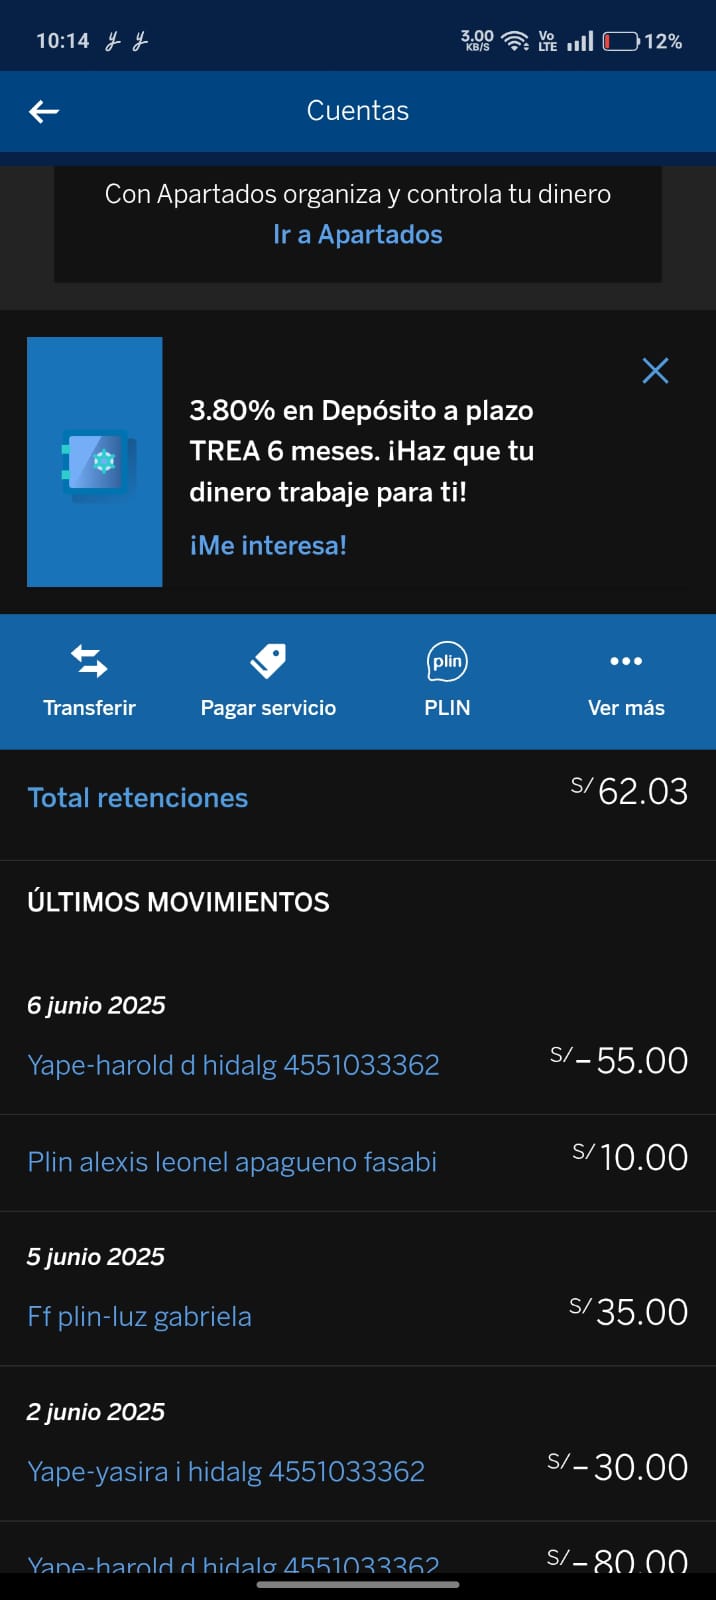 10:14
3.00
KB/S
Vo
LTE
12%
Cuentas
Con Apartados organiza y controla tu dinero
Ir a Apartados
3.80% en Depósito a plazo
TREA 6 meses. ¡Haz que tu
dinero trabaje para ti!
¡Me interesa!
Transferir
Pagar servicio
plin
PLIN
Ver más
Total retenciones S/62.03
ÚLTIMOS MOVIMIENTOS
6 junio 2025
Yape-harold d hidalg 4551033362 S/-55.00
Plin alexis leonel apagueno fasabi S/10.00
5 junio 2025
Ff plin-luz gabriela S/35.00
2 junio 2025
Yape-yasira i hidalg 4551033362 S/-30.00
Yape-harold d hidalg 4551033362 S/-80.00